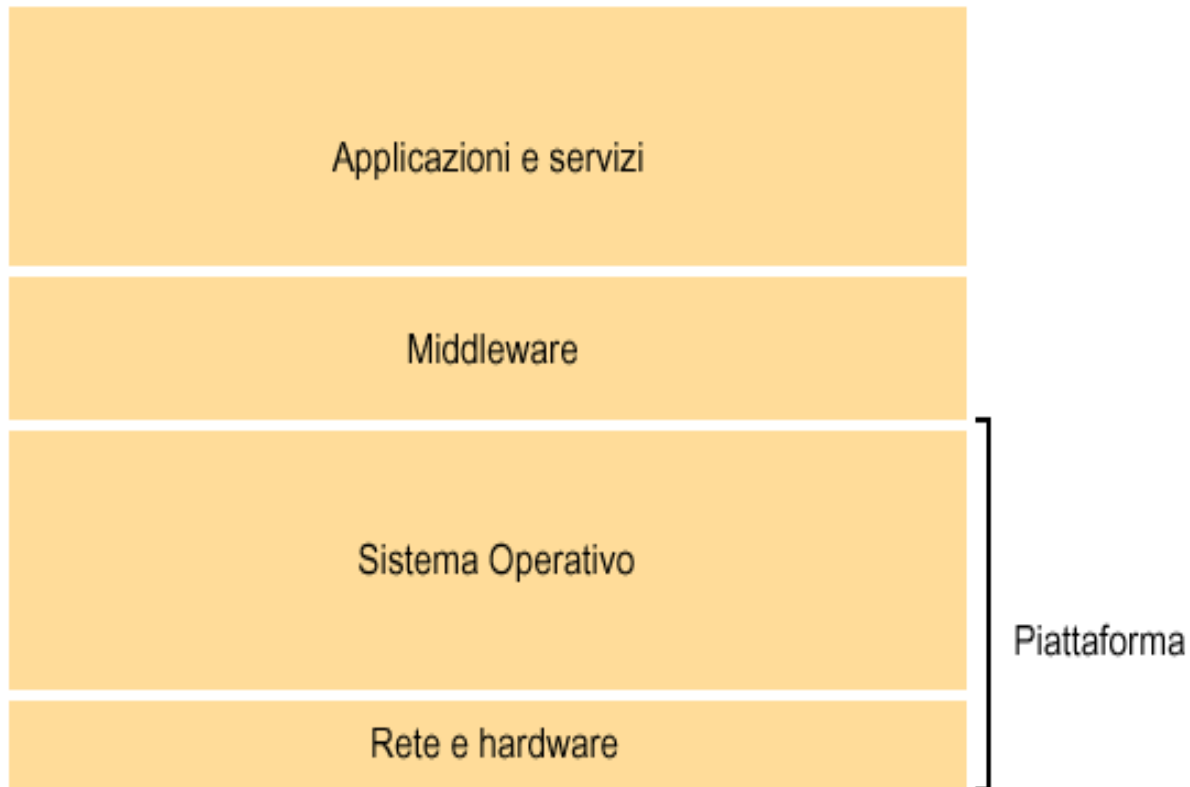 Applicazioni e servizi
Middleware
Sistema Operativo
Piattaforma
Rete e hardware